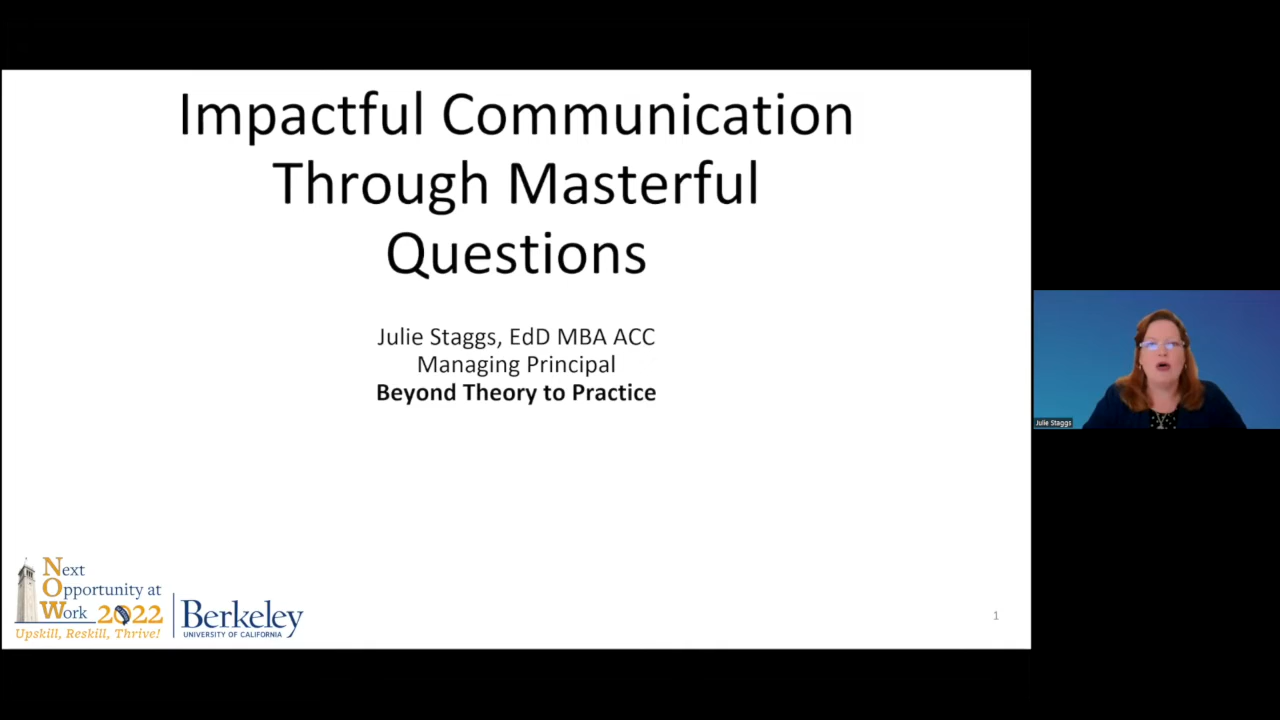 Impactful Communication
Through Masterful
Questions
Julie Staggs, EdD MBA ACC
Managing Principal
Beyond Theory to Practice
Julie Staggs
Next
Opportunity at
Work 2022
Upskill, Reskill, Thrive!
Berkeley
UNIVERSITY OF CALIFORNIA
1